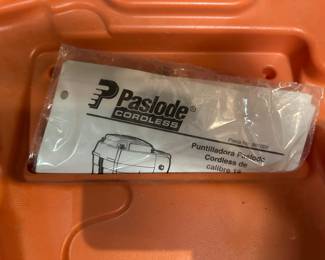 Paslode®
CORDLESS
Puntilladora Paslode
Cordless de
calibre 16